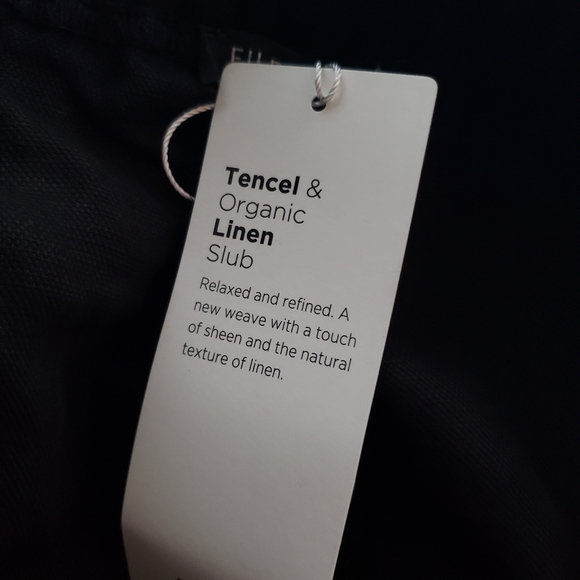 Tencel &
Organic
Linen
Slub
Relaxed and refined. A
new weave with a touch
of sheen and the natural
texture of linen.